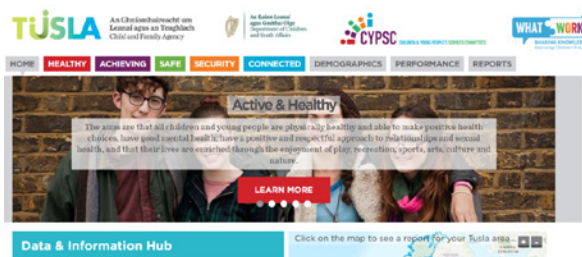 TUSLA
An Ghníomhaireacht um
Leanaí agus an Teaghlach
Child and Family Agency
An Roinn Leanaí
agus Gnóthaí Óige
Department of Children
and Youth Affairs
CYPSC
CHILDREN & YOUNG PEOPLE'S SERVICES COMMITTEES
WHAT WORK
SHARING KNOWLED
HOME HEALTHY ACHIEVING SAFE SECURITY CONNECTED DEMOGRAPHICS PERFORMANCE REPORTS
Active & Healthy
The aims are that all children and young people are physically healthy and able to make positive health
choices, have good mental health, have a positive and respectful approach to relationships and sexual
health, and that their lives are enriched through the enjoyment of play, recreation, sports, arts, culture and
nature.
LEARN MORE
Data & Information Hub
Click on the map to see a report for your Tusla area...